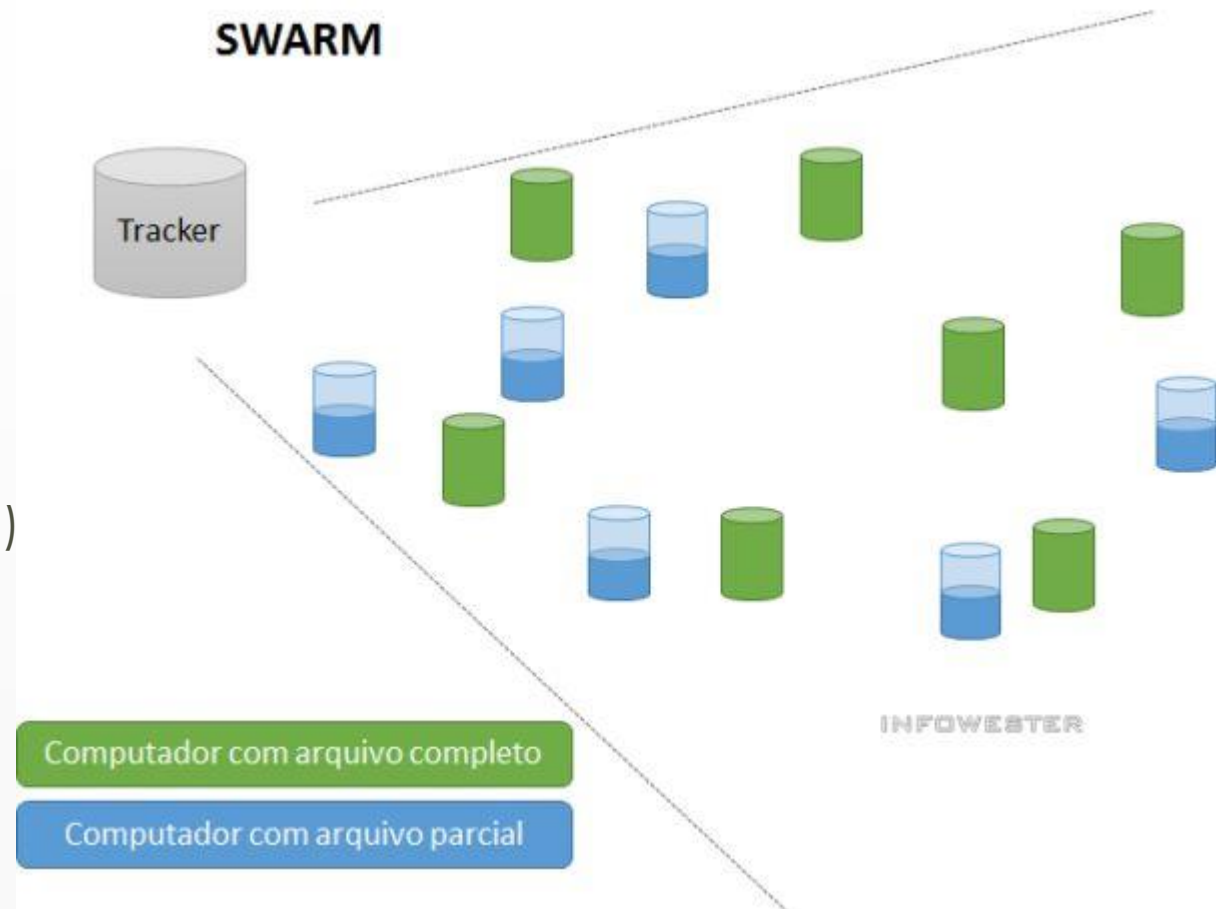 SWARM
Tracker
)
INFOWESTER
Computador com arquivo completo
Computador com arquivo parcial